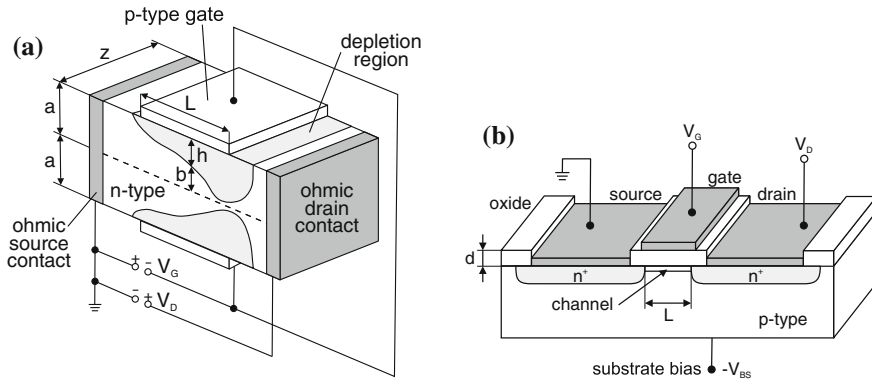 (a)
p-type gate
depletion
region
z
L
a
a
h
b
n-type
ohmic
drain
contact
ohmic
source
contact
+ - V_G
- + V_D
(b)
V_G
V_D
gate
source
drain
oxide
d
n⁺
n⁺
channel
L
p-type
substrate bias
-V_BS